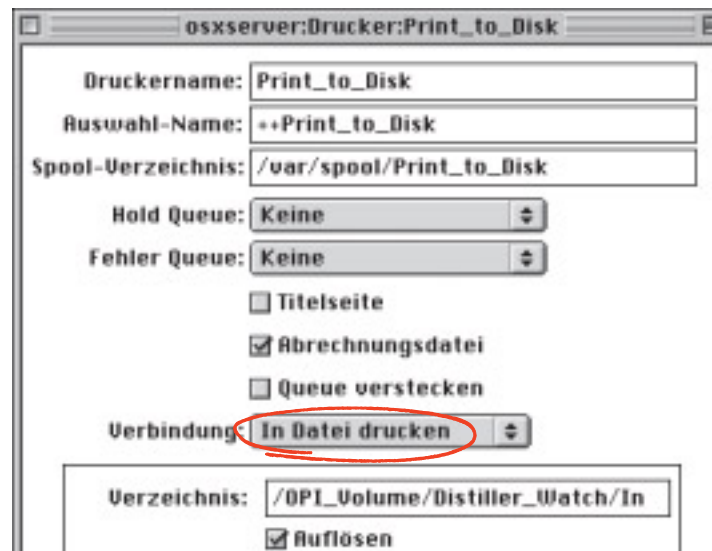 osxserver:Drucker:Print_to_Disk
Druckername: Print_to_Disk
Auswahl-Name: ++Print_to_Disk
Spool-Verzeichnis: /var/spool/Print_to_Disk
Hold Queue: Keine
Fehler Queue: Keine
Titelseite
Abrechnungsdatei
Queue verstecken
Verbindung: In Datei drucken
Verzeichnis: /OPI_Volume/Distiller_Watch/In
Auflösen